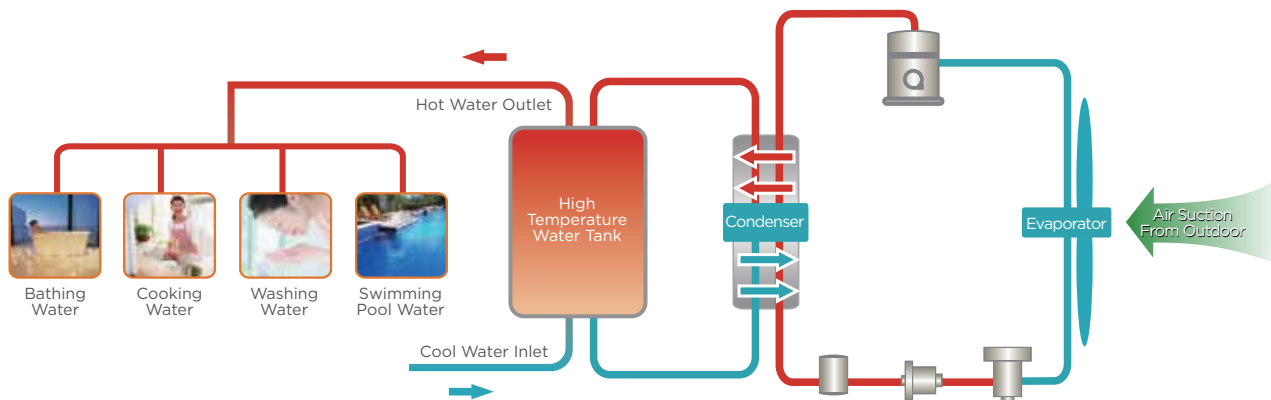 Hot Water Outlet
High
Temperature
Water Tank
Condenser
Evaporator
Air Suction
From Outdoor
Bathing
Water
Cooking
Water
Washing
Water
Swimming
Pool Water
Cool Water Inlet